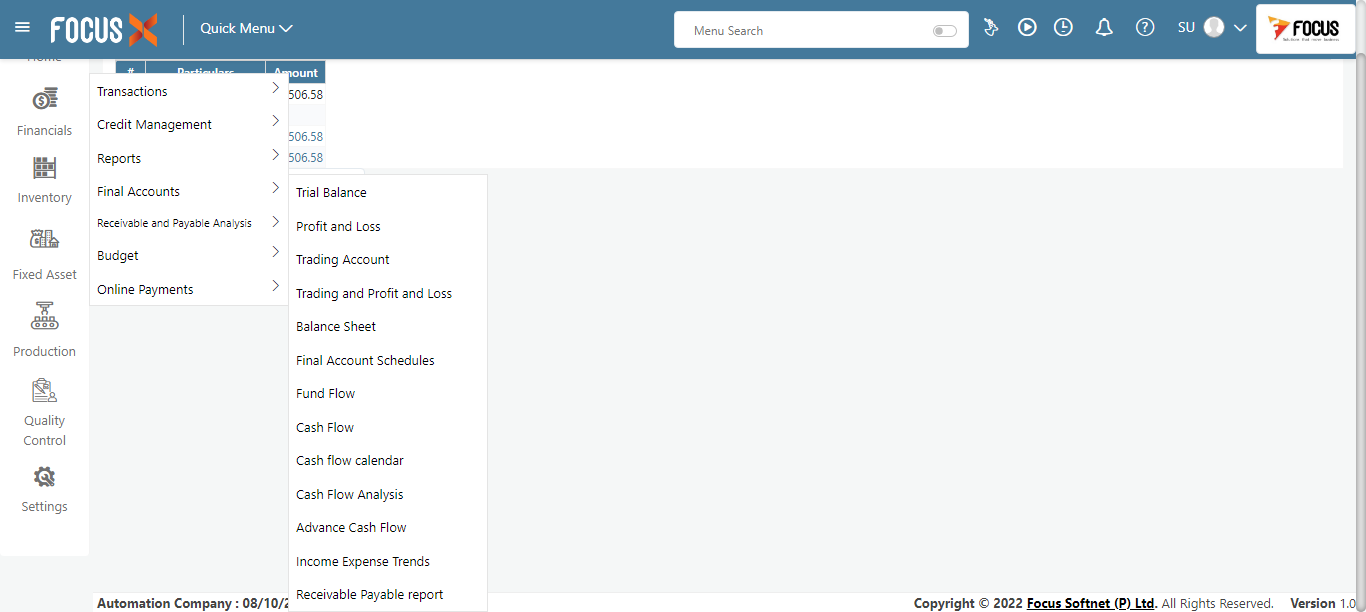 FOCUS X
Quick Menu
Menu Search
SU
FOCUS
Home
Financials
Inventory
Fixed Asset
Production
Quality
Control
Settings
# Particulars Amount
506.58
506.58
506.58
Transactions
Credit Management
Reports
Final Accounts
Receivable and Payable Analysis
Budget
Online Payments
Trial Balance
Profit and Loss
Trading Account
Trading and Profit and Loss
Balance Sheet
Final Account Schedules
Fund Flow
Cash Flow
Cash flow calendar
Cash Flow Analysis
Advance Cash Flow
Income Expense Trends
Receivable Payable report
Automation Company : 08/10/2
Copyright © 2022 Focus Softnet (P) Ltd. All Rights Reserved. Version 1.0